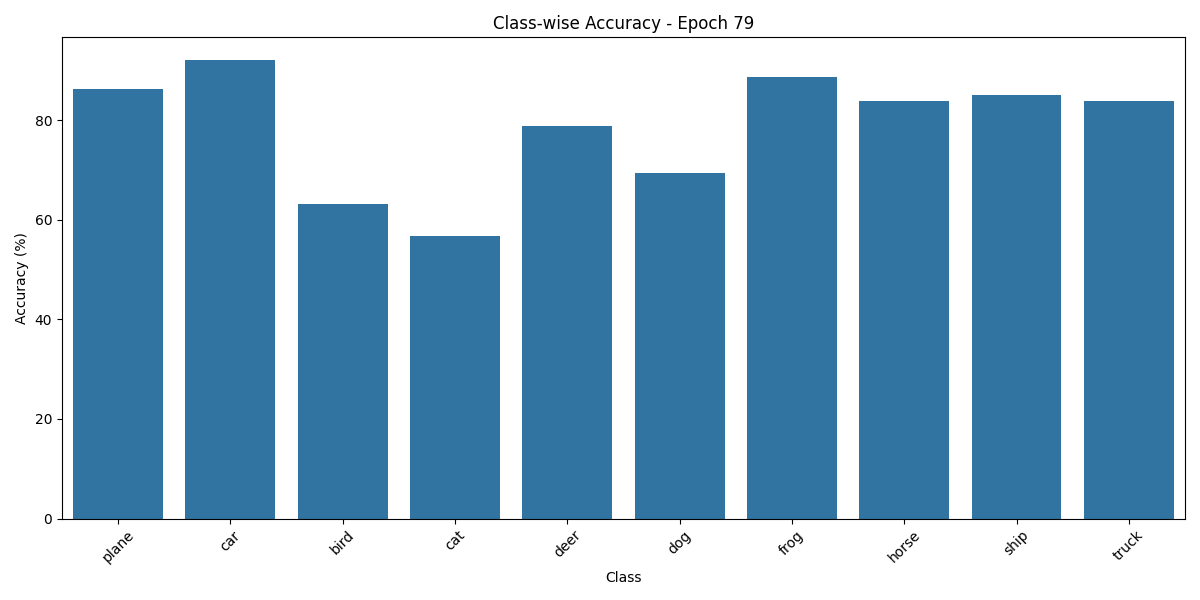 Class-wise Accuracy - Epoch 79
Accuracy (%)
80
60
40
20
0
plane
car
bird
cat
deer
dog
frog
horse
ship
truck
Class